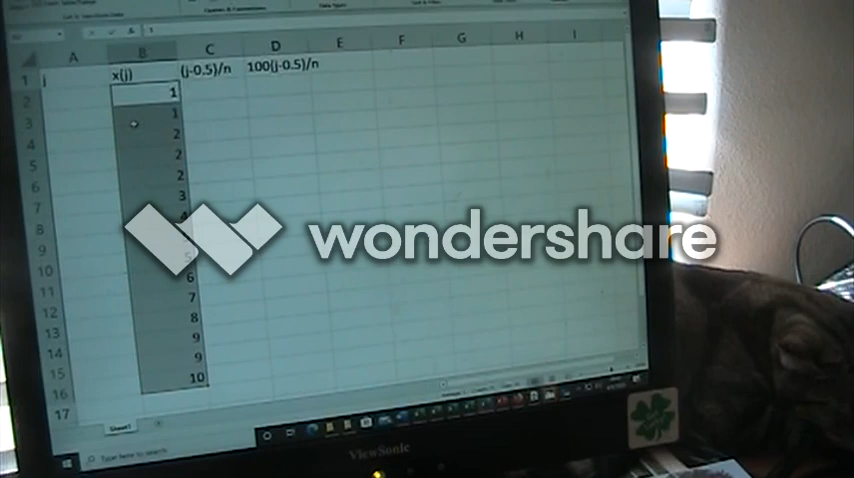 A B C D E F G H I
1 j x(j) (j-0.5)/n 100(j-0.5)/n
2 1
3 1
4 2
5 2
6 2
7 3
8 4
9
10 5
11 6
12 7
13 8
14 9
15 9
16 10
17
wondershare
Sheet1
Type here to search
ViewSonic